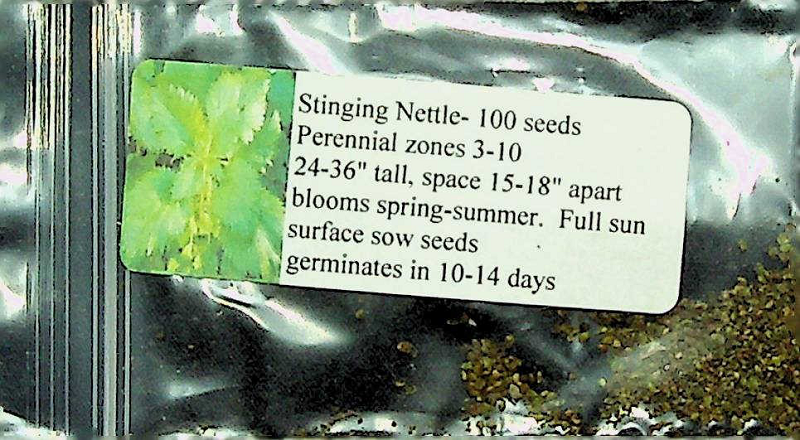 Stinging Nettle- 100 seeds
Perennial zones 3-10
24-36" tall, space 15-18" apart
blooms spring-summer.  Full sun
surface sow seeds
germinates in 10-14 days